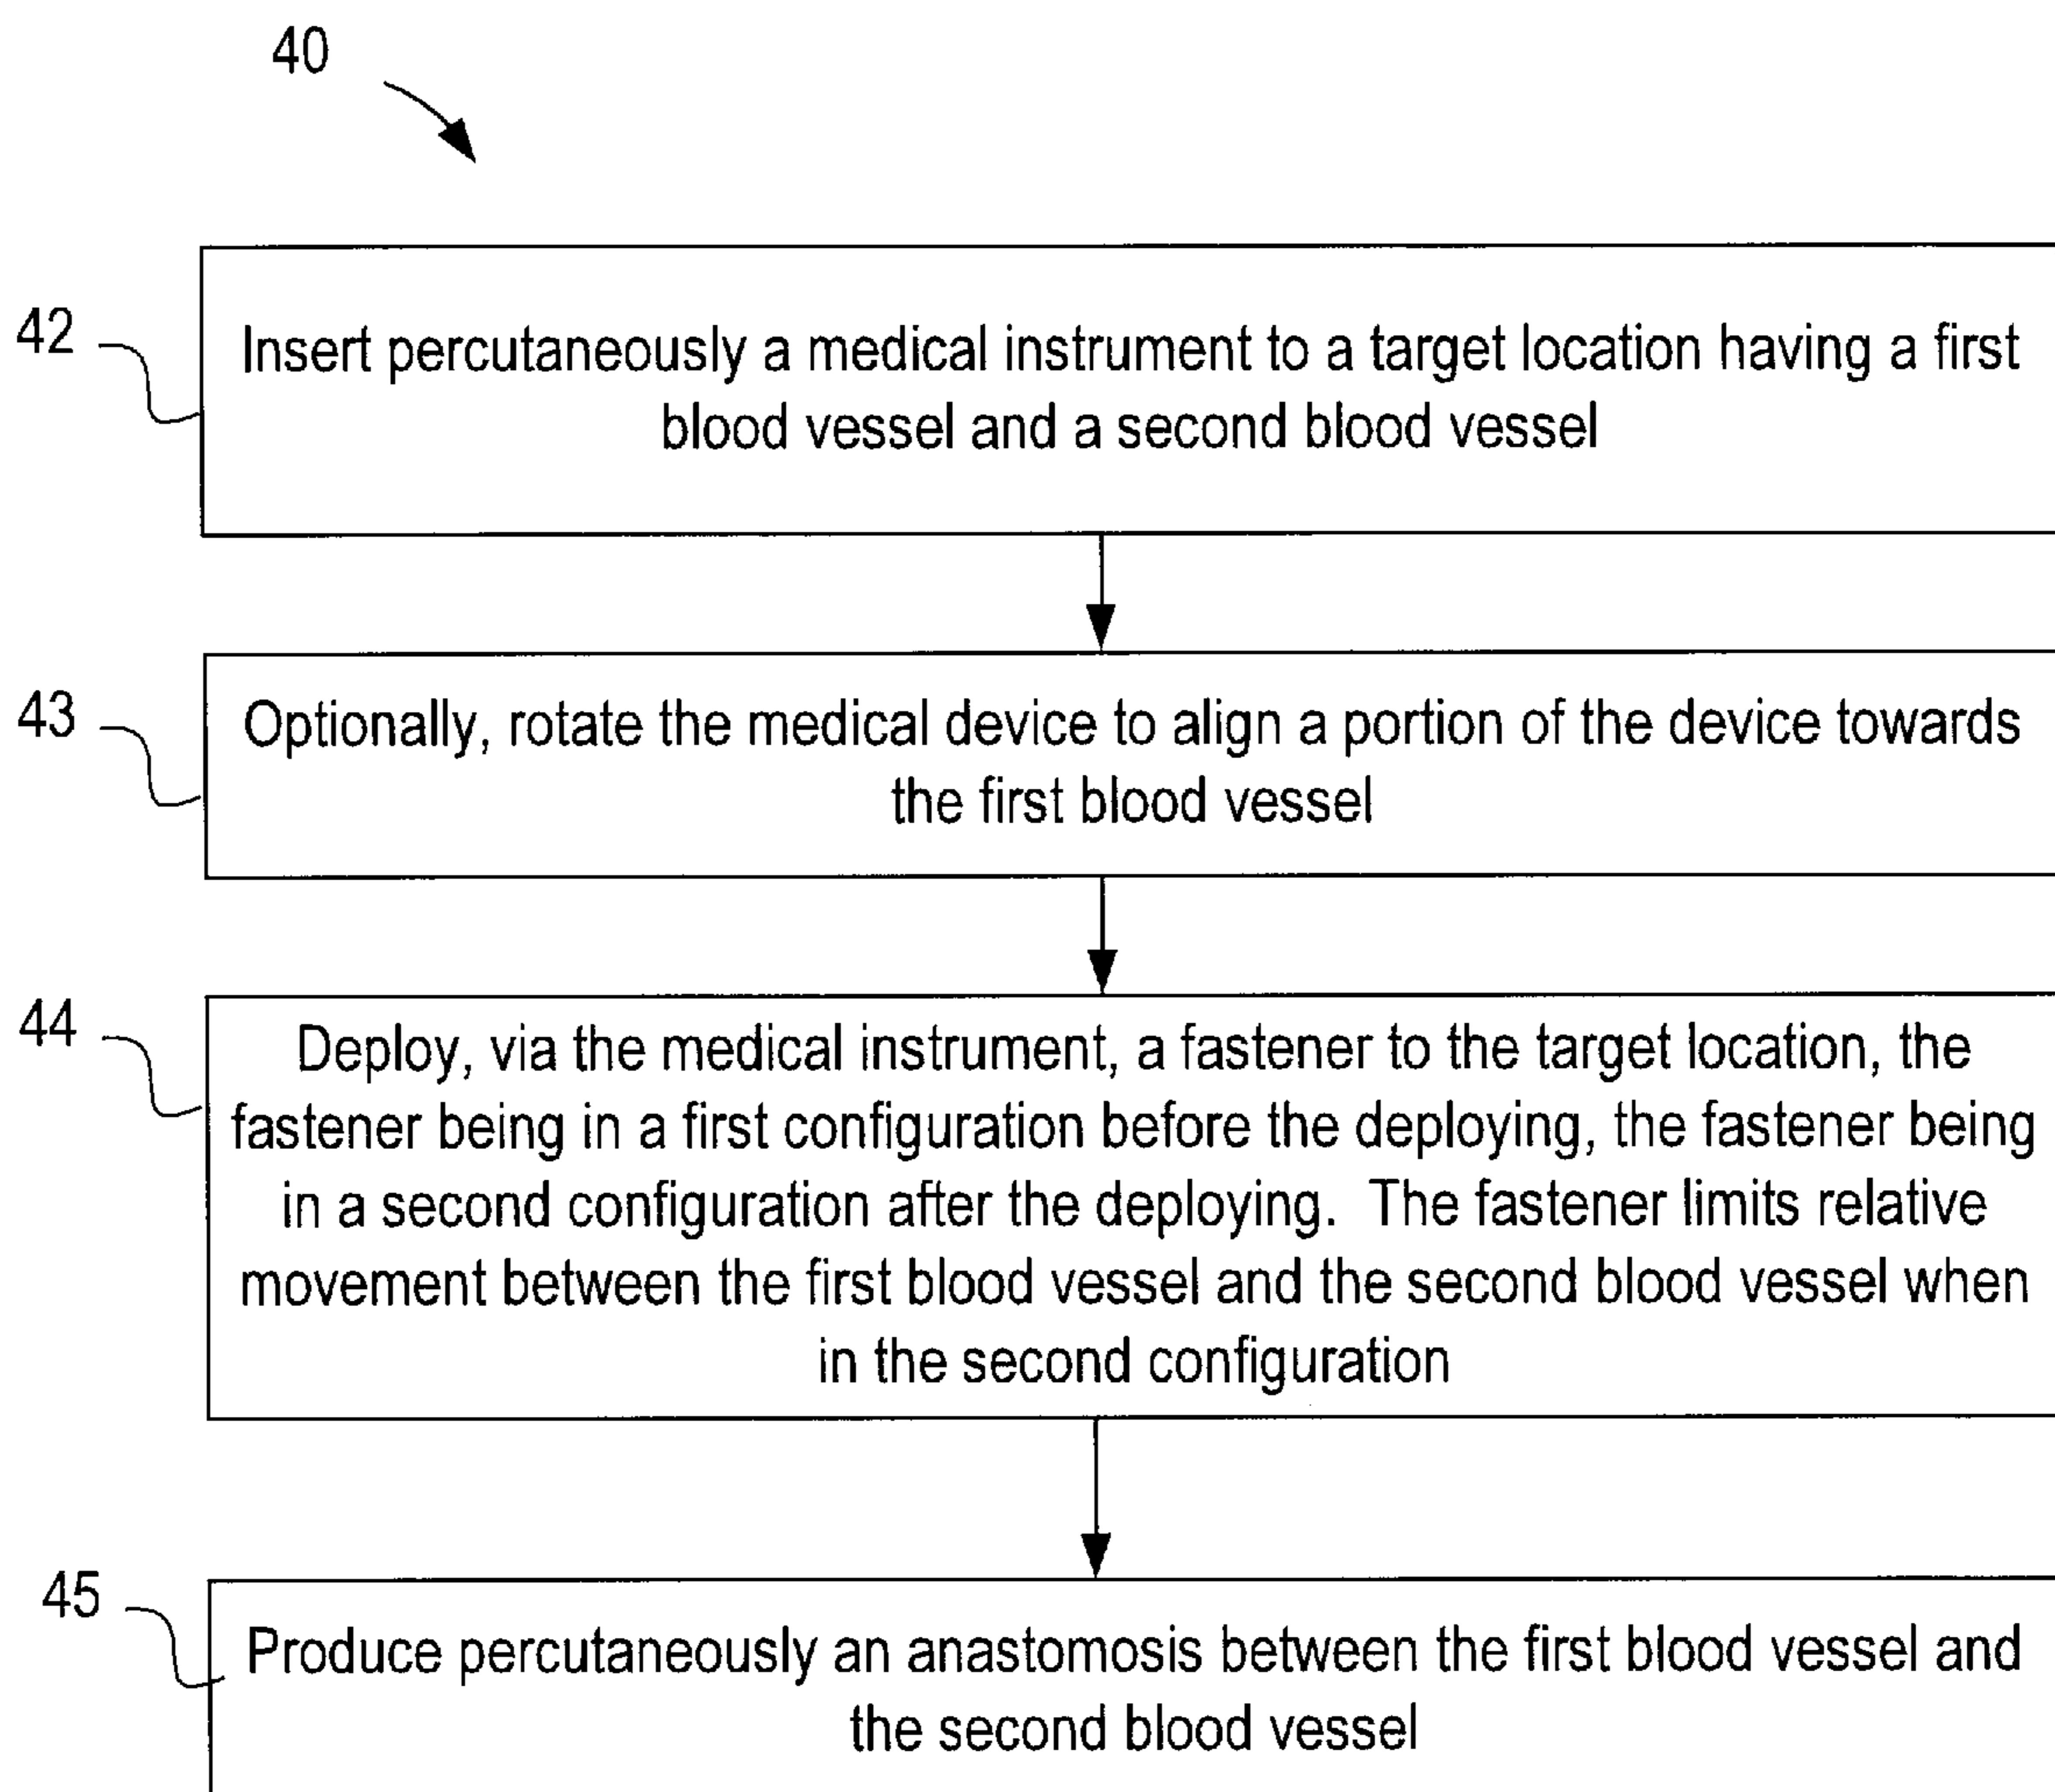 40
42
Insert percutaneously a medical instrument to a target location having a first
blood vessel and a second blood vessel
43
Optionally, rotate the medical device to align a portion of the device towards
the first blood vessel
44
Deploy, via the medical instrument, a fastener to the target location, the
fastener being in a first configuration before the deploying, the fastener being
in a second configuration after the deploying. The fastener limits relative
movement between the first blood vessel and the second blood vessel when
in the second configuration
45
Produce percutaneously an anastomosis between the first blood vessel and
the second blood vessel